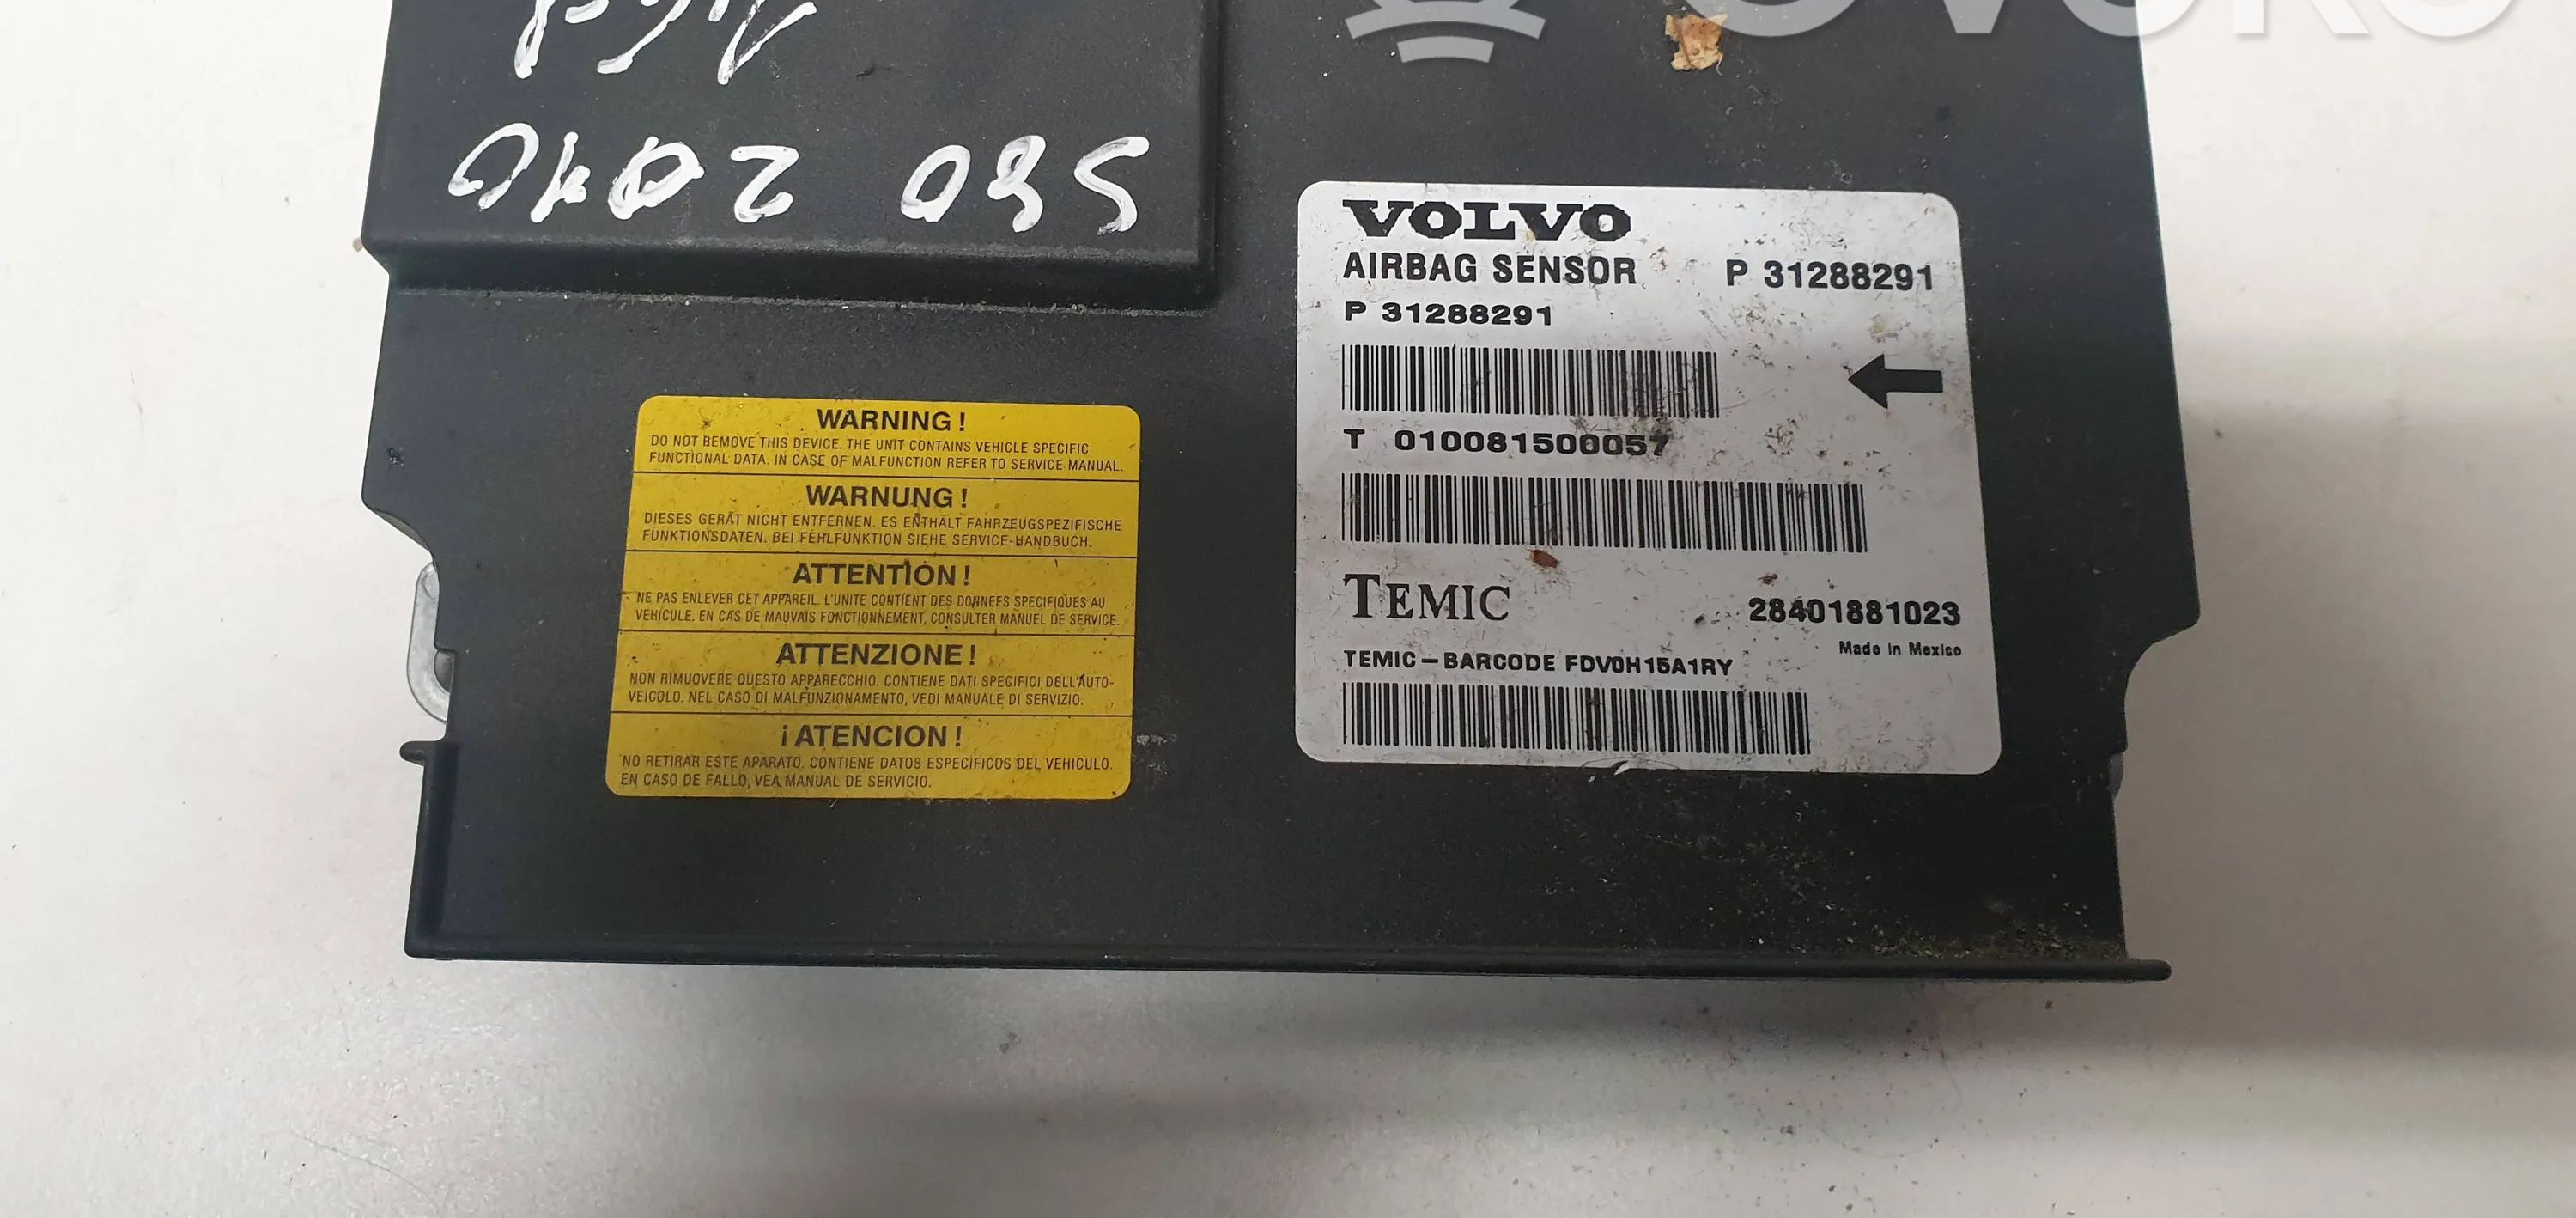 S80 2010
VOLVO
AIRBAG SENSOR P 31288291
P 31288291
T 010081500057
TEMIC 28401881023
Made in Mexico
TEMIC-BARCODE FDV0H15A1RY
WARNING!
DO NOT REMOVE THIS DEVICE. THE UNIT CONTAINS VEHICLE SPECIFIC
FUNCTIONAL DATA. IN CASE OF MALFUNCTION REFER TO SERVICE MANUAL.
WARNUNG!
DIESES GERÄT NICHT ENTFERNEN. ES ENTHÄLT FAHRZEUGSPEZIFISCHE
FUNKTIONSDATEN. BEI FEHLFUNKTION SIEHE SERVICE-HANDBUCH.
ATTENTION!
NE PAS ENLEVER CET APPAREIL. L'UNITE CONTIENT DES DONNEES SPECIFIQUES AU
VEHICULE. EN CAS DE MAUVAIS FONCTIONNEMENT, CONSULTER MANUEL DE SERVICE.
ATTENZIONE!
NON RIMUOVERE QUESTO APPARECCHIO. CONTIENE DATI SPECIFICI DELL'AUTO-
VEICOLO. NEL CASO DI MALFUNZIONAMENTO, VEDI MANUALE DI SERVIZIO.
¡ATENCION!
NO RETIRAR ESTE APARATO. CONTIENE DATOS ESPECIFICOS DEL VEHICULO.
EN CASO DE FALLO, VEA MANUAL DE SERVICIO.